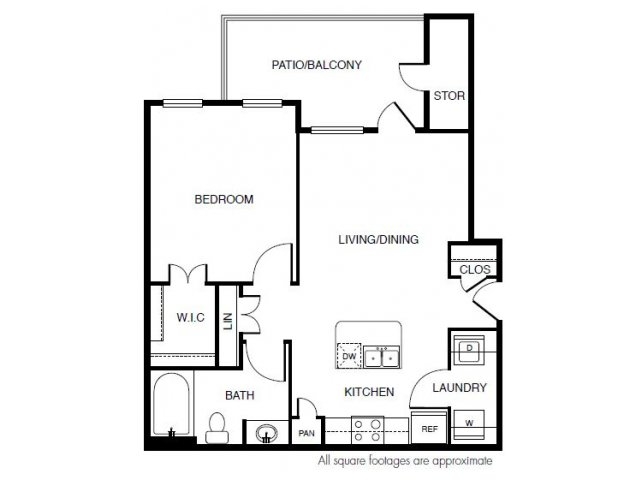 PATIO/BALCONY
STOR
BEDROOM
LIVING/DINING
CLOS
W.I.C
LIN
DW
D
BATH
KITCHEN
LAUNDRY
PAN
REF
W
All square footages are approximate